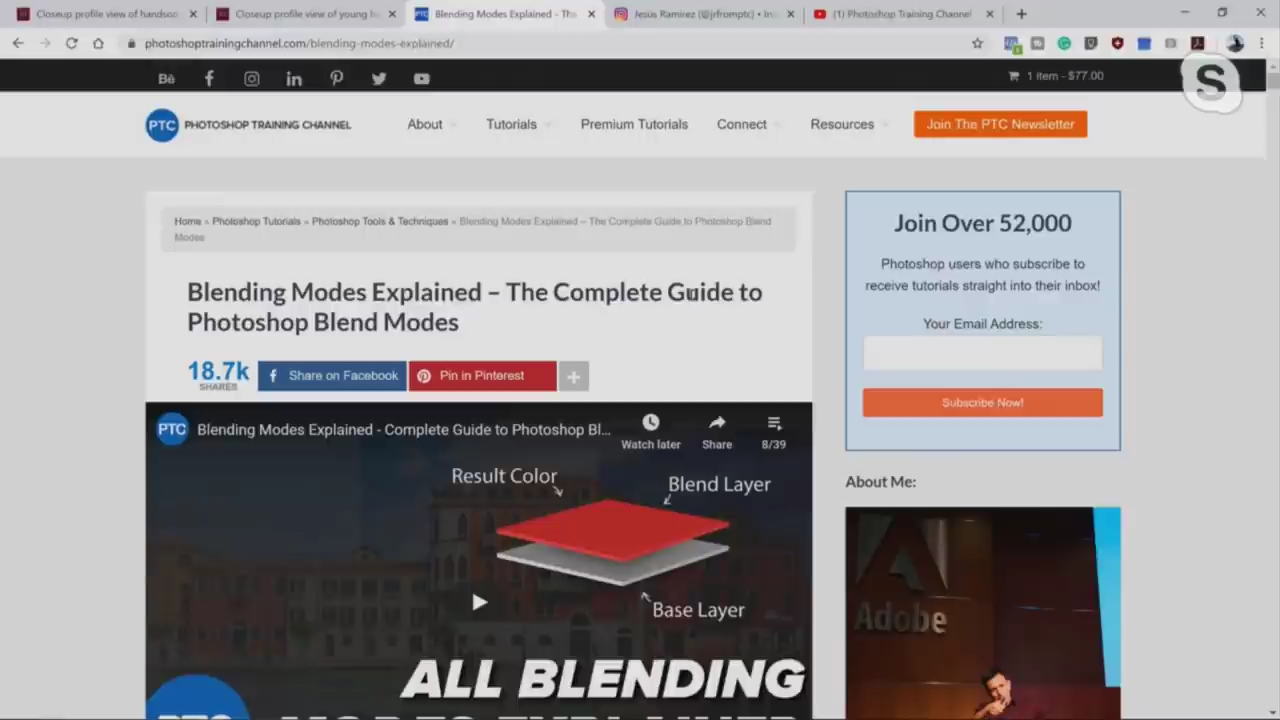 Closeup profile view of handson
Closeup profile view of young h
Blending Modes Explained - The
Jesús Ramirez (@jrfromptc) • In
(1) Photoshop Training Channel
photoshoptrainingchannel.com/blending-modes-explained/
1 item - $77.00
S
PTC PHOTOSHOP TRAINING CHANNEL
About
Tutorials
Premium Tutorials
Connect
Resources
Join The PTC Newsletter
Home » Photoshop Tutorials » Photoshop Tools & Techniques » Blending Modes Explained – The Complete Guide to Photoshop Blend
Modes
Blending Modes Explained – The Complete Guide to
Photoshop Blend Modes
18.7k
SHARES
Share on Facebook
Pin in Pinterest
PTC
Blending Modes Explained - Complete Guide to Photoshop Bl...
Watch later
Share
8/39
Result Color
Blend Layer
Base Layer
ALL BLENDING
MODES EXPLAINED
Join Over 52,000
Photoshop users who subscribe to
receive tutorials straight into their inbox!
Your Email Address:
Subscribe Now!
About Me:
Adobe